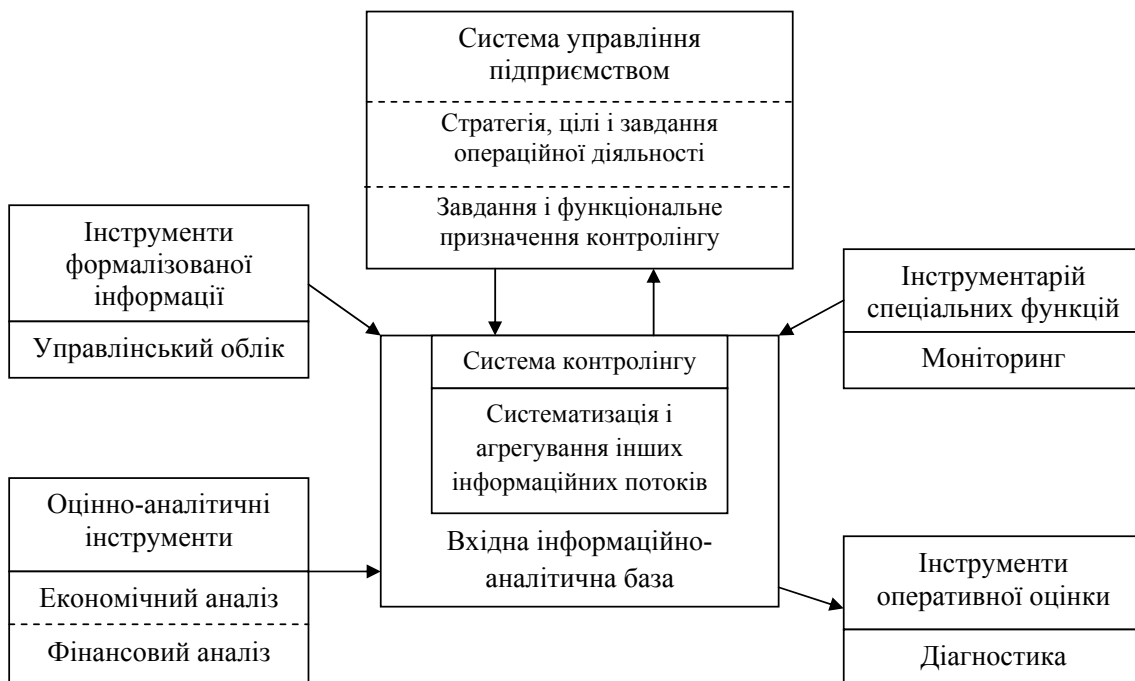 Система управління
підприємством
Стратегія, цілі і завдання
операційної діяльності
Завдання і функціональне
призначення контролінгу
Інструменти
формалізованої
інформації
Управлінський облік
Інструментарій
спеціальних функцій
Моніторинг
Система контролінгу
Систематизація і
агрегування інших
інформаційних потоків
Вхідна інформаційно-
аналітична база
Оцінно-аналітичні
інструменти
Економічний аналіз
Фінансовий аналіз
Інструменти
оперативної оцінки
Діагностика